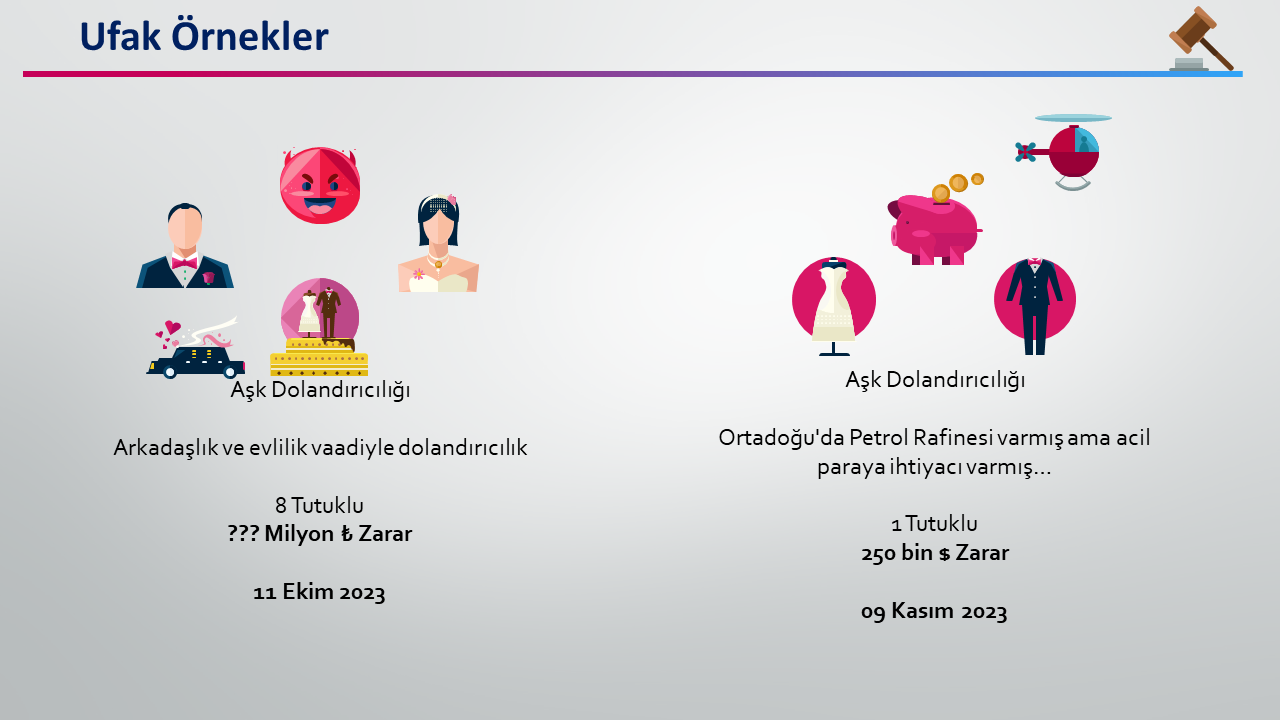 Ufak Örnekler
Aşk Dolandırıcılığı
Arkadaşlık ve evlilik vaadiyle dolandırıcılık
8 Tutuklu
??? Milyon ₺ Zarar
11 Ekim 2023
Aşk Dolandırıcılığı
Ortadoğu'da Petrol Rafinesi varmış ama acil
paraya ihtiyacı varmış...
1 Tutuklu
250 bin $ Zarar
09 Kasım 2023